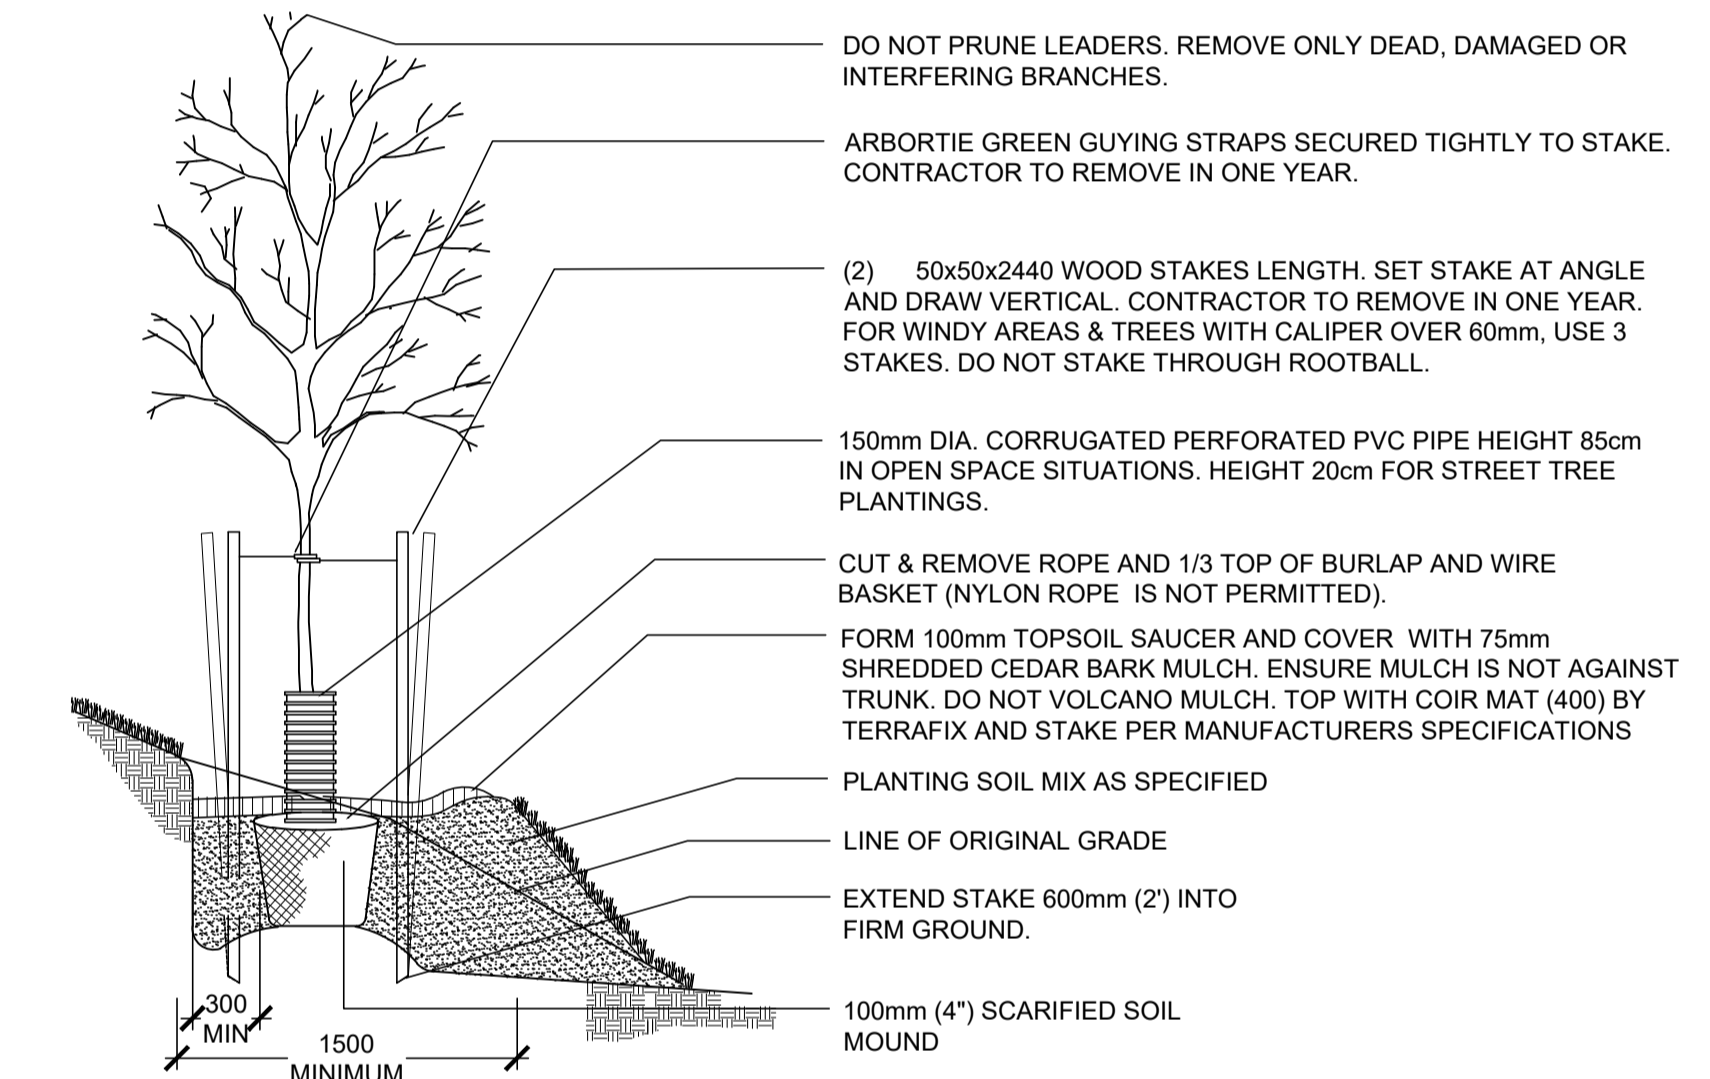 DO NOT PRUNE LEADERS. REMOVE ONLY DEAD, DAMAGED OR
INTERFERING BRANCHES.
ARBORTIE GREEN GUYING STRAPS SECURED TIGHTLY TO STAKE.
CONTRACTOR TO REMOVE IN ONE YEAR.
(2) 50x50x2440 WOOD STAKES LENGTH. SET STAKE AT ANGLE
AND DRAW VERTICAL. CONTRACTOR TO REMOVE IN ONE YEAR.
FOR WINDY AREAS & TREES WITH CALIPER OVER 60mm, USE 3
STAKES. DO NOT STAKE THROUGH ROOTBALL.
150mm DIA. CORRUGATED PERFORATED PVC PIPE HEIGHT 85cm
IN OPEN SPACE SITUATIONS. HEIGHT 20cm FOR STREET TREE
PLANTINGS.
CUT & REMOVE ROPE AND 1/3 TOP OF BURLAP AND WIRE
BASKET (NYLON ROPE IS NOT PERMITTED).
FORM 100mm TOPSOIL SAUCER AND COVER WITH 75mm
SHREDDED CEDAR BARK MULCH. ENSURE MULCH IS NOT AGAINST
TRUNK. DO NOT VOLCANO MULCH. TOP WITH COIR MAT (400) BY
TERRAFIX AND STAKE PER MANUFACTURERS SPECIFICATIONS
PLANTING SOIL MIX AS SPECIFIED
LINE OF ORIGINAL GRADE
EXTEND STAKE 600mm (2') INTO
FIRM GROUND.
100mm (4") SCARIFIED SOIL
MOUND
300
MIN
1500
MINIMUM